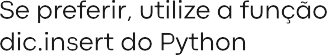 Se preferir, utilize a função
dic.insert do Python